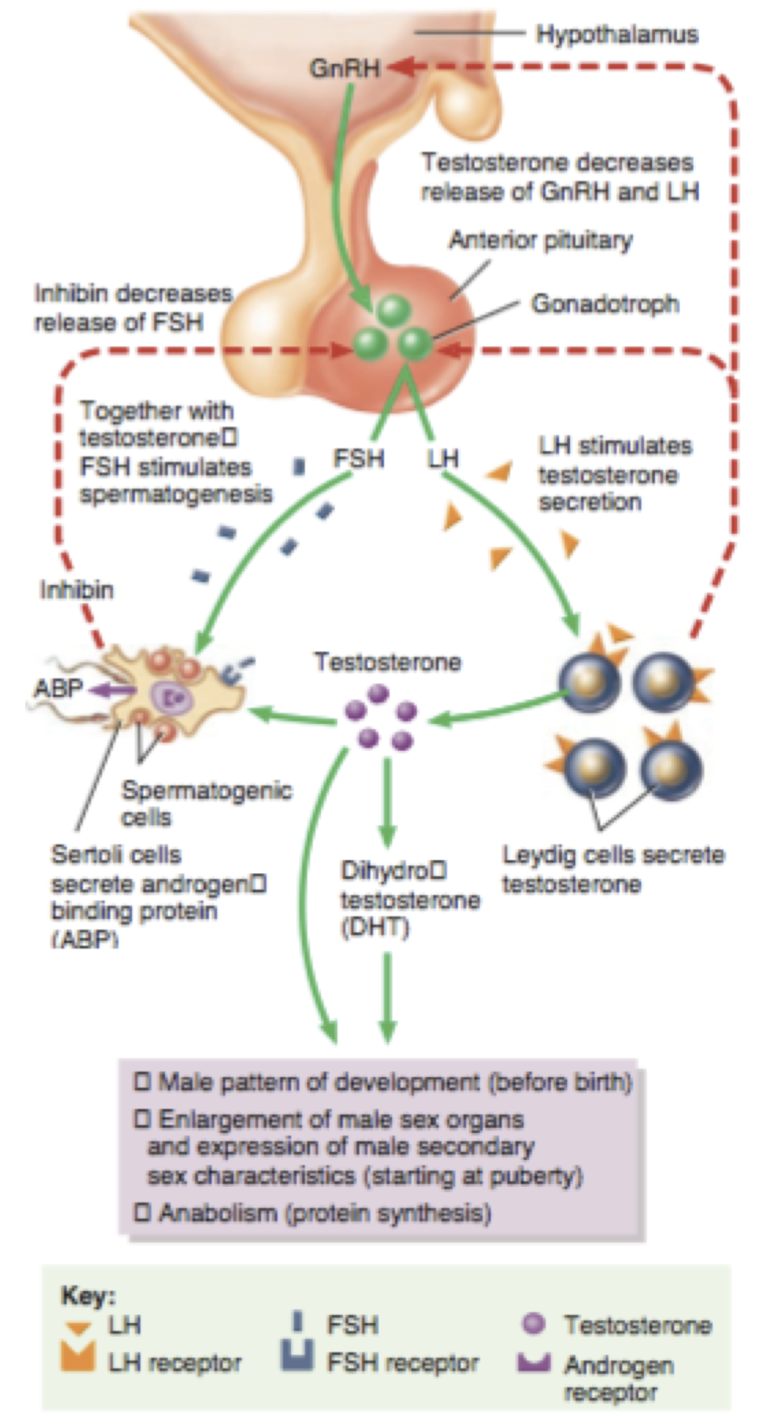 Hypothalamus
GnRH
Testosterone decreases
release of GnRH and LH
Anterior pituitary
Gonadotroph
Inhibin decreases
release of FSH
Together with
testosterone□
FSH stimulates
spermatogenesis
FSH
LH
LH stimulates
testosterone
secretion
Inhibin
ABP
Testosterone
Spermatogenic
cells
Sertoli cells
secrete androgen□
binding protein
(ABP)
Dihydro□
testosterone
(DHT)
Leydig cells secrete
testosterone
□ Male pattern of development (before birth)
□ Enlargement of male sex organs
and expression of male secondary
sex characteristics (starting at puberty)
□ Anabolism (protein synthesis)
Key:
LH
LH receptor
FSH
FSH receptor
Testosterone
Androgen
receptor